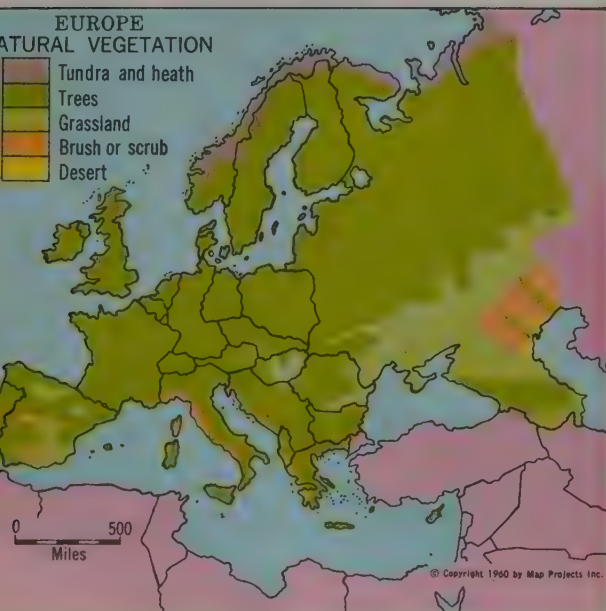 EUROPE
ATURAL VEGETATION
Tundra and heath
Trees
Grassland
Brush or scrub
Desert
0 500
Miles
© Copyright 1960 by Map Projects Inc.